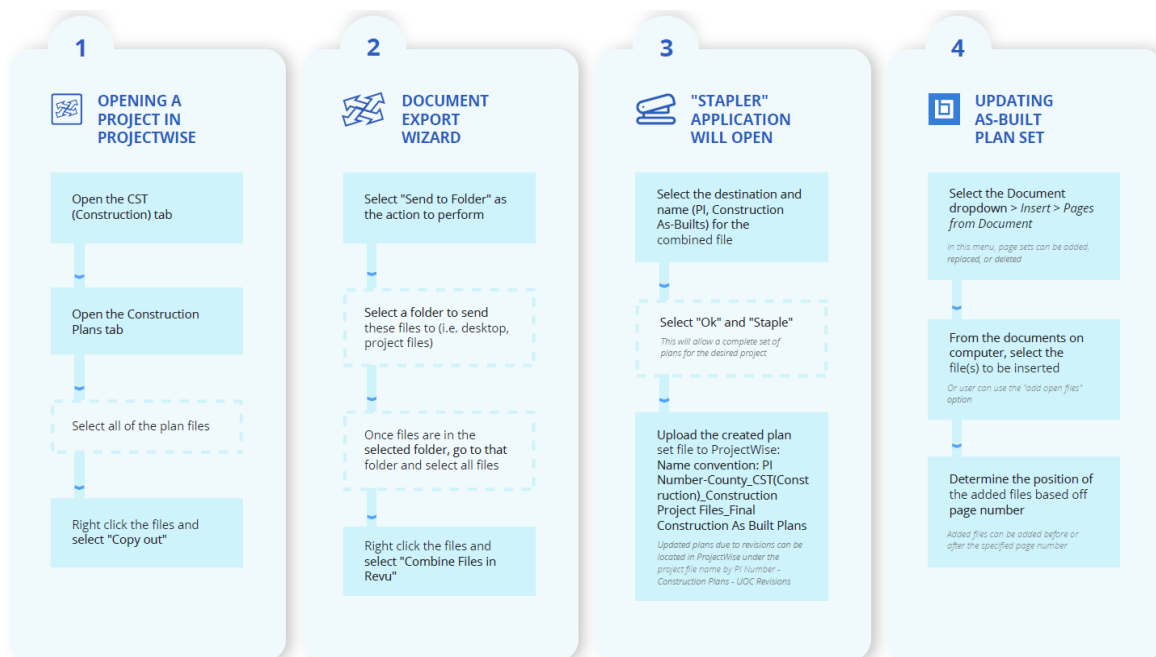 1
OPENING A
PROJECT IN
PROJECTWISE
Open the CST
(Construction) tab
Open the Construction
Plans tab
Select all of the plan files
Right click the files and
select "Copy out"
2
DOCUMENT
EXPORT
WIZARD
Select "Send to Folder" as
the action to perform
Select a folder to send
these files to (i.e. desktop,
project files)
Once files are in the
selected folder, go to that
folder and select all files
Right click the files and
select "Combine Files in
Revu"
3
"STAPLER"
APPLICATION
WILL OPEN
Select the destination and
name (PI, Construction
As-Builts) for the
combined file
Select "Ok" and "Staple"
This will allow a complete set of
plans for the desired project
Upload the created plan
set file to ProjectWise:
Name convention: PI
Number-County_CST(Const
ruction)_Construction
Project Files_Final
Construction As Built Plans
Updated plans due to revisions can be
located in ProjectWise under the
project file name by PI Number -
Construction Plans - UOC Revisions
4
UPDATING
AS-BUILT
PLAN SET
Select the Document
dropdown > Insert > Pages
from Document
In this menu, page sets can be added,
replaced, or deleted
From the documents on
computer, select the
file(s) to be inserted
Or user can use the "add open files"
option
Determine the position of
the added files based off
page number
Added files can be added before or
after the specified page number